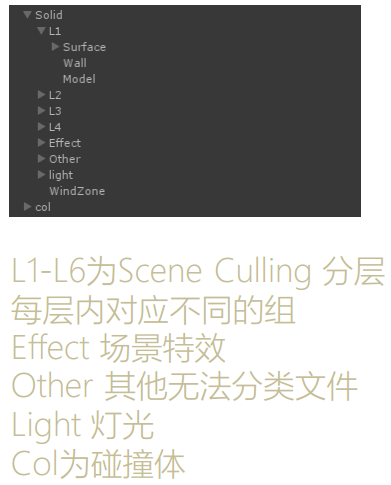 Solid
L1
Surface
Wall
Model
L2
L3
L4
Effect
Other
light
WindZone
col
L1-L6为Scene Culling 分层
每层内对应不同的组
Effect 场景特效
Other 其他无法分类文件
Light 灯光
Col为碰撞体